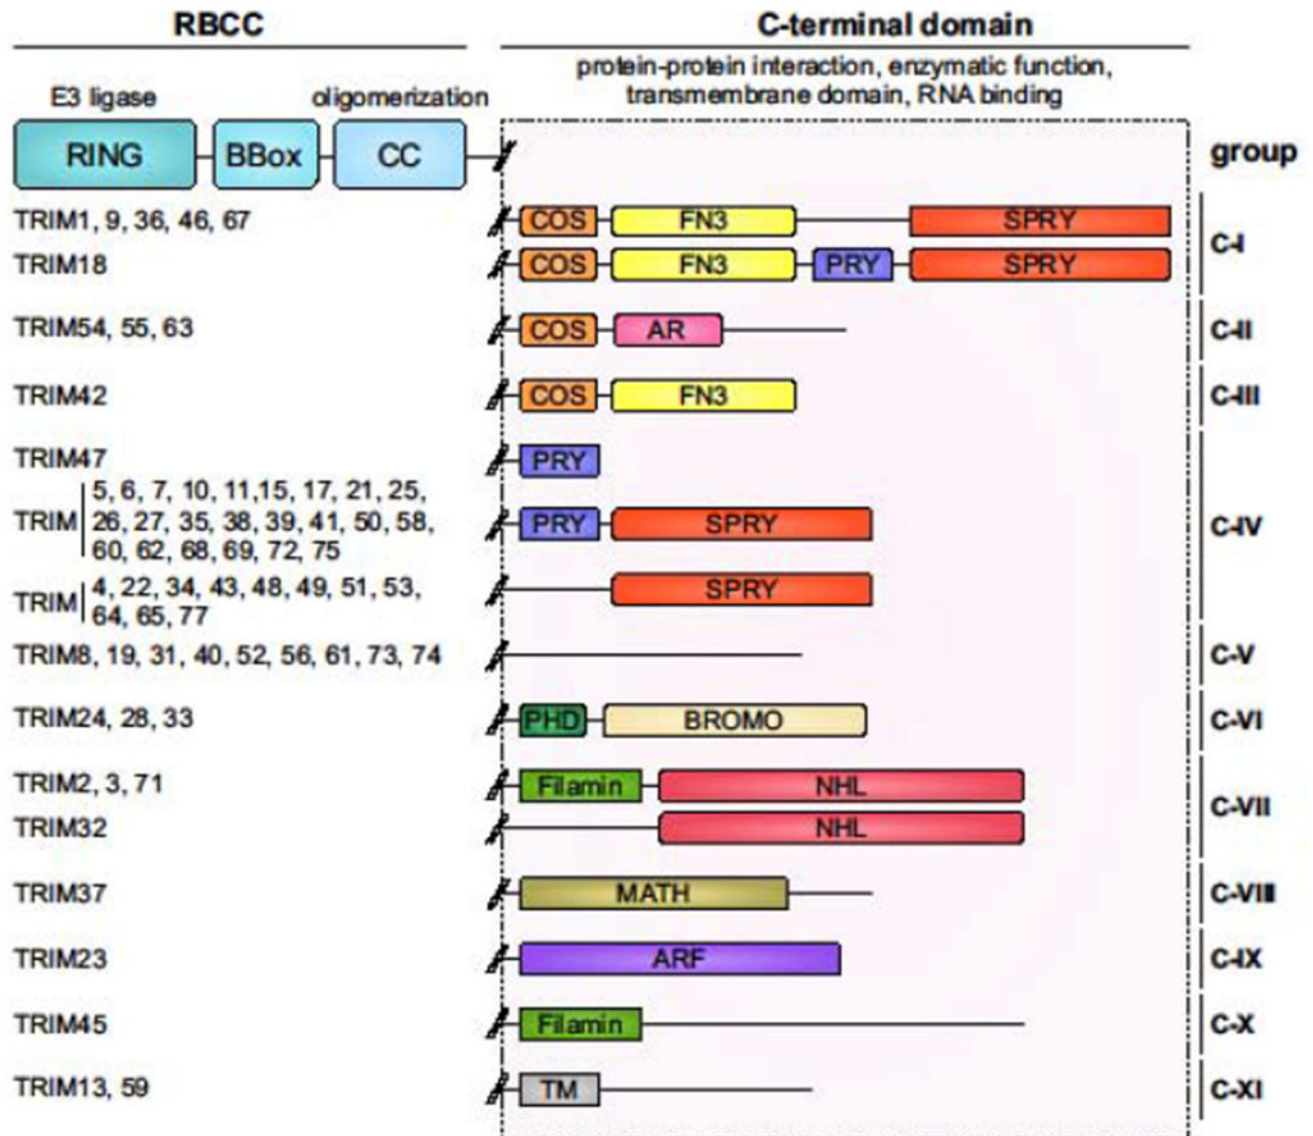 RBCC
C-terminal domain
protein-protein interaction, enzymatic function,
transmembrane domain, RNA binding
E3 ligase
oligomerization
RING
BBox
CC
group
TRIM1, 9, 36, 46, 67
COS FN3 SPRY
C-I
TRIM18
COS FN3 PRY SPRY
TRIM54, 55, 63
COS AR
C-II
TRIM42
COS FN3
C-III
TRIM47
PRY
TRIM
5, 6, 7, 10, 11,15, 17, 21, 25,
26, 27, 35, 38, 39, 41, 50, 58,
60, 62, 68, 69, 72, 75
PRY SPRY
C-IV
TRIM
4, 22, 34, 43, 48, 49, 51, 53,
64, 65, 77
SPRY
TRIM8, 19, 31, 40, 52, 56, 61, 73, 74
C-V
TRIM24, 28, 33
PHD BROMO
C-VI
TRIM2, 3, 71
Filamin NHL
C-VII
TRIM32
NHL
TRIM37
MATH
C-VIII
TRIM23
ARF
C-IX
TRIM45
Filamin
C-X
TRIM13, 59
TM
C-XI